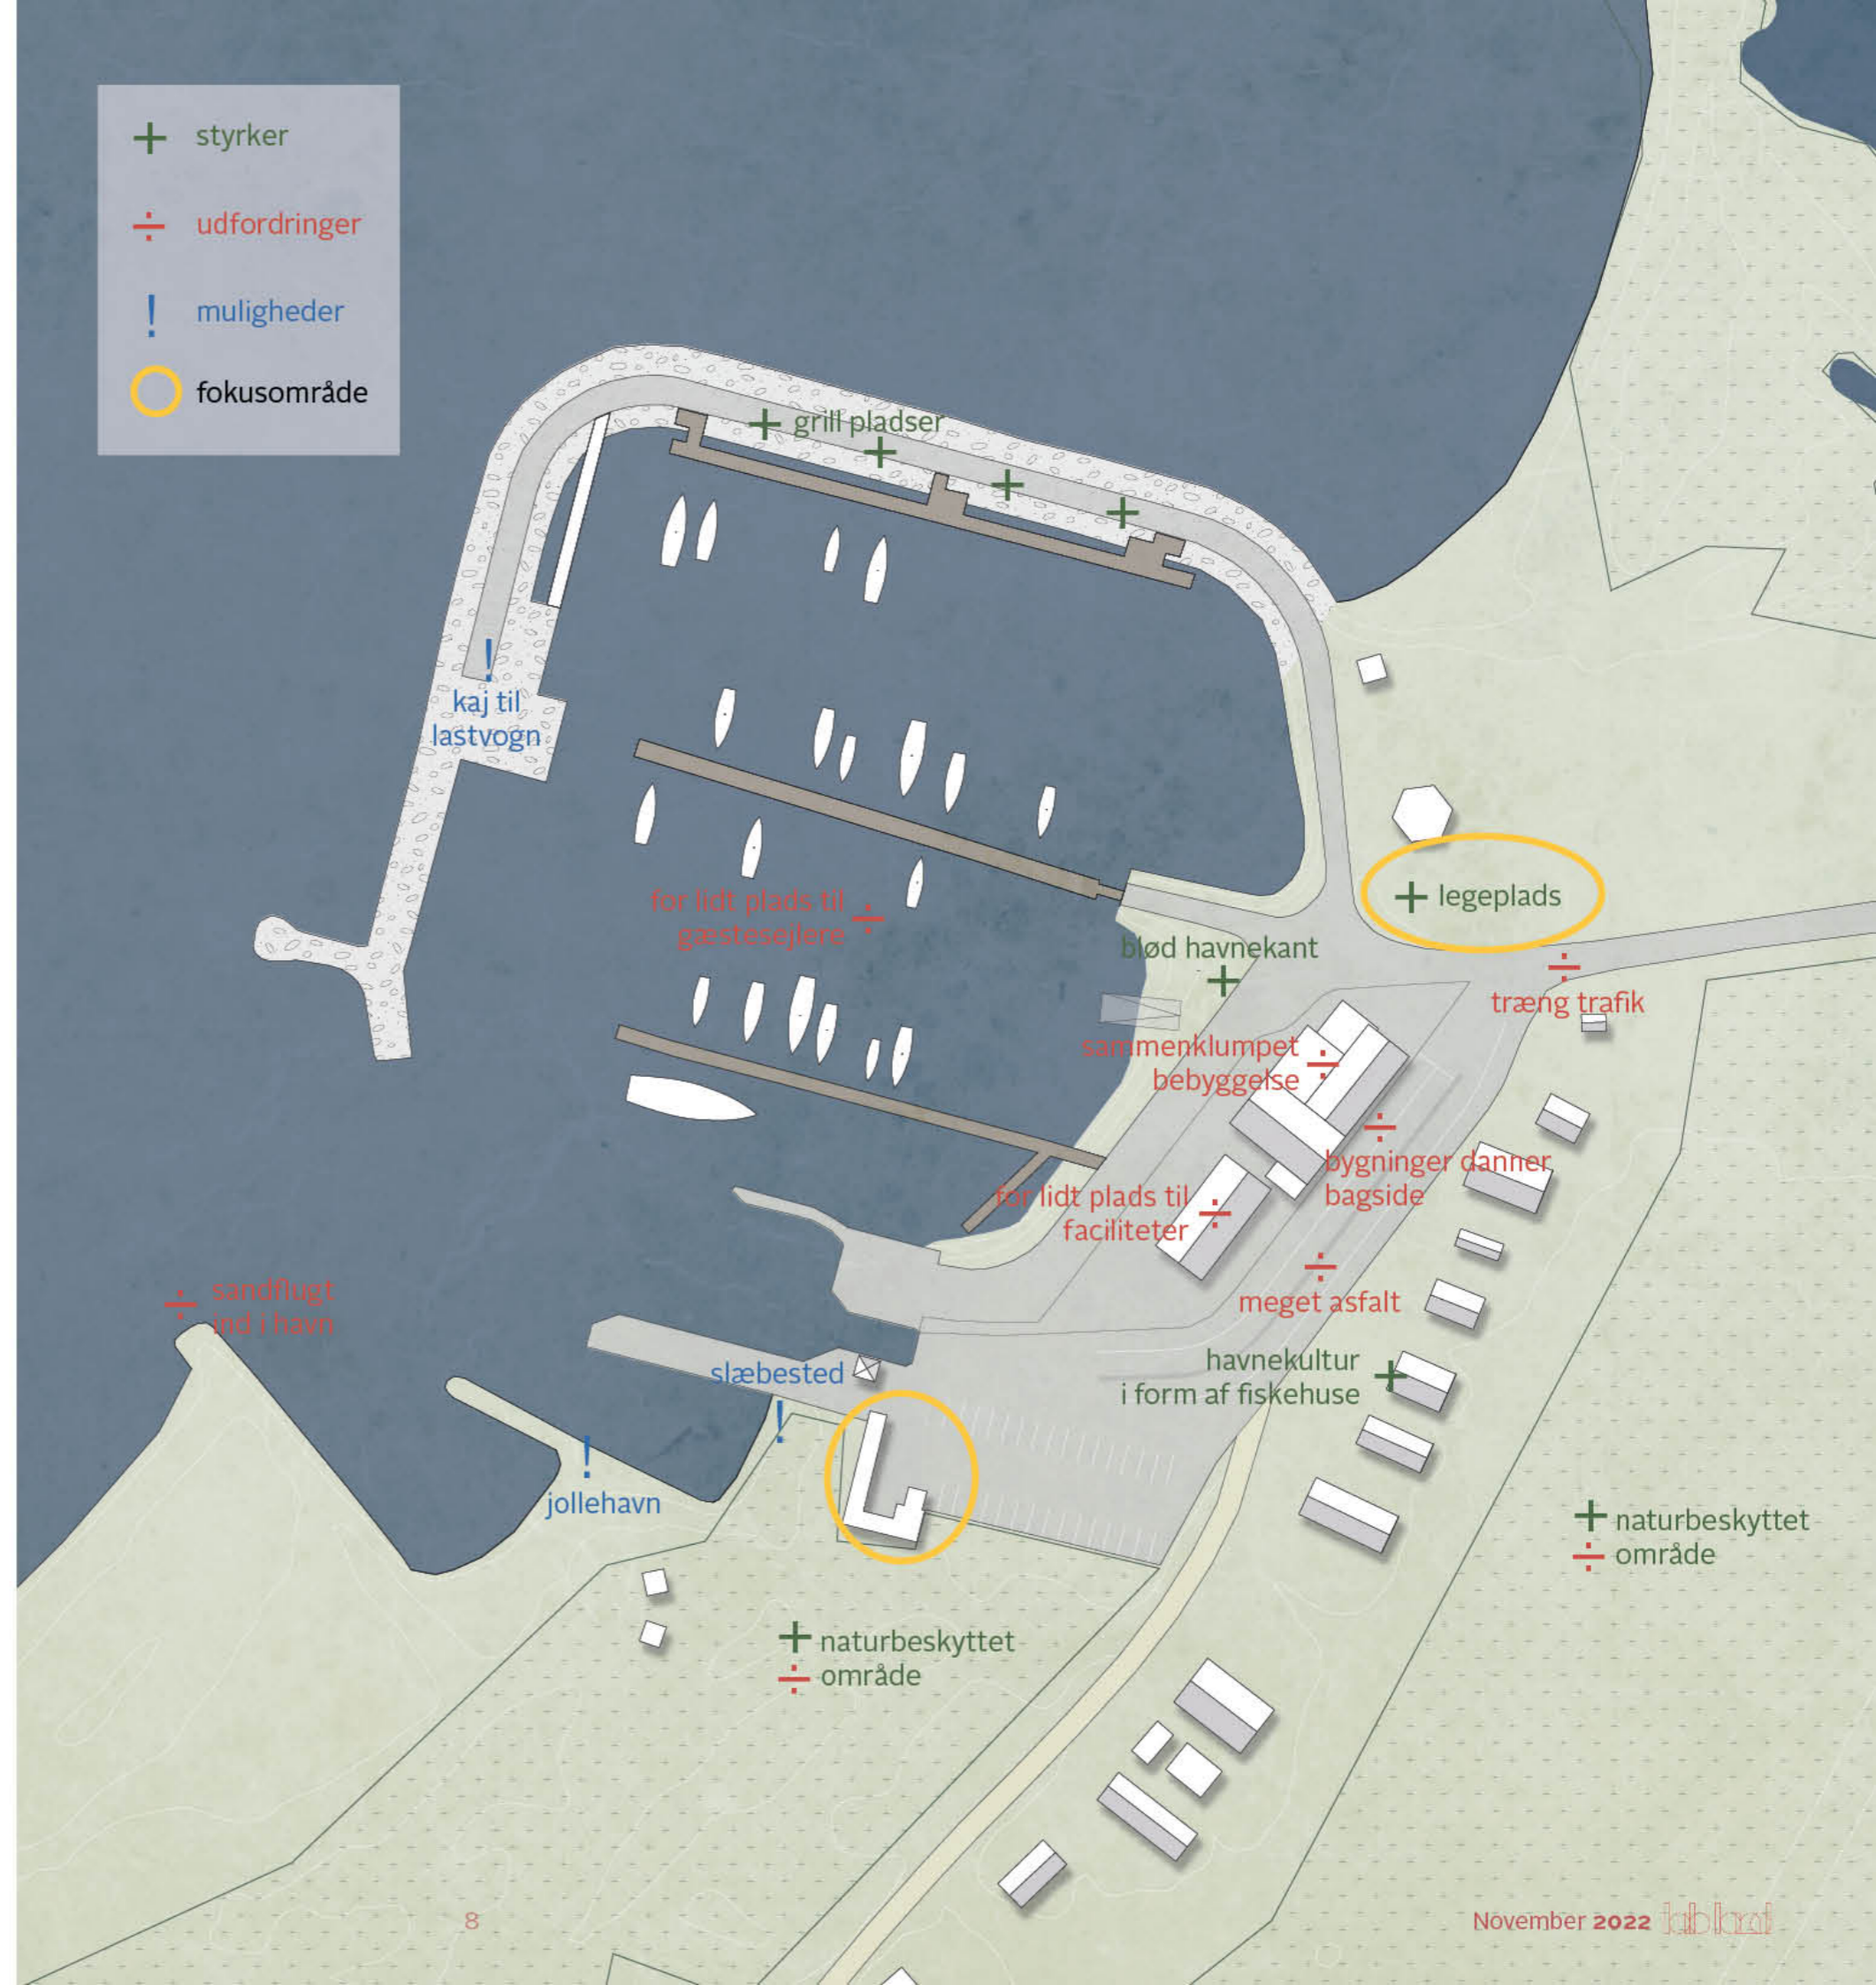 styrker
udfordringer
muligheder
fokusområde
grill pladser
kaj til
lastvogn
for lidt plads til
gæstesejlere
legeplads
blød havnekant
træng trafik
sammenklumpet
bebyggelse
bygninger danner
bagside
for lidt plads til
faciliteter
sandflugt
ind i havn
meget asfalt
havnekultur
i form af fiskehuse
slæbested
jollehavn
naturbeskyttet
område
naturbeskyttet
område
8
November 2022